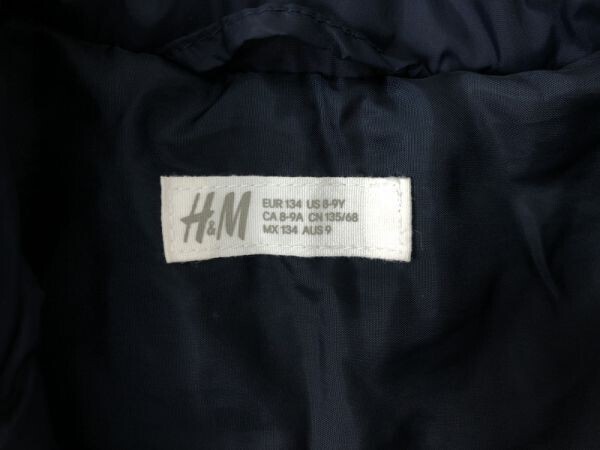 H&M
EUR 134 US 8-9Y
CA 8-9A CN 135/68
MX 134 AUS 9